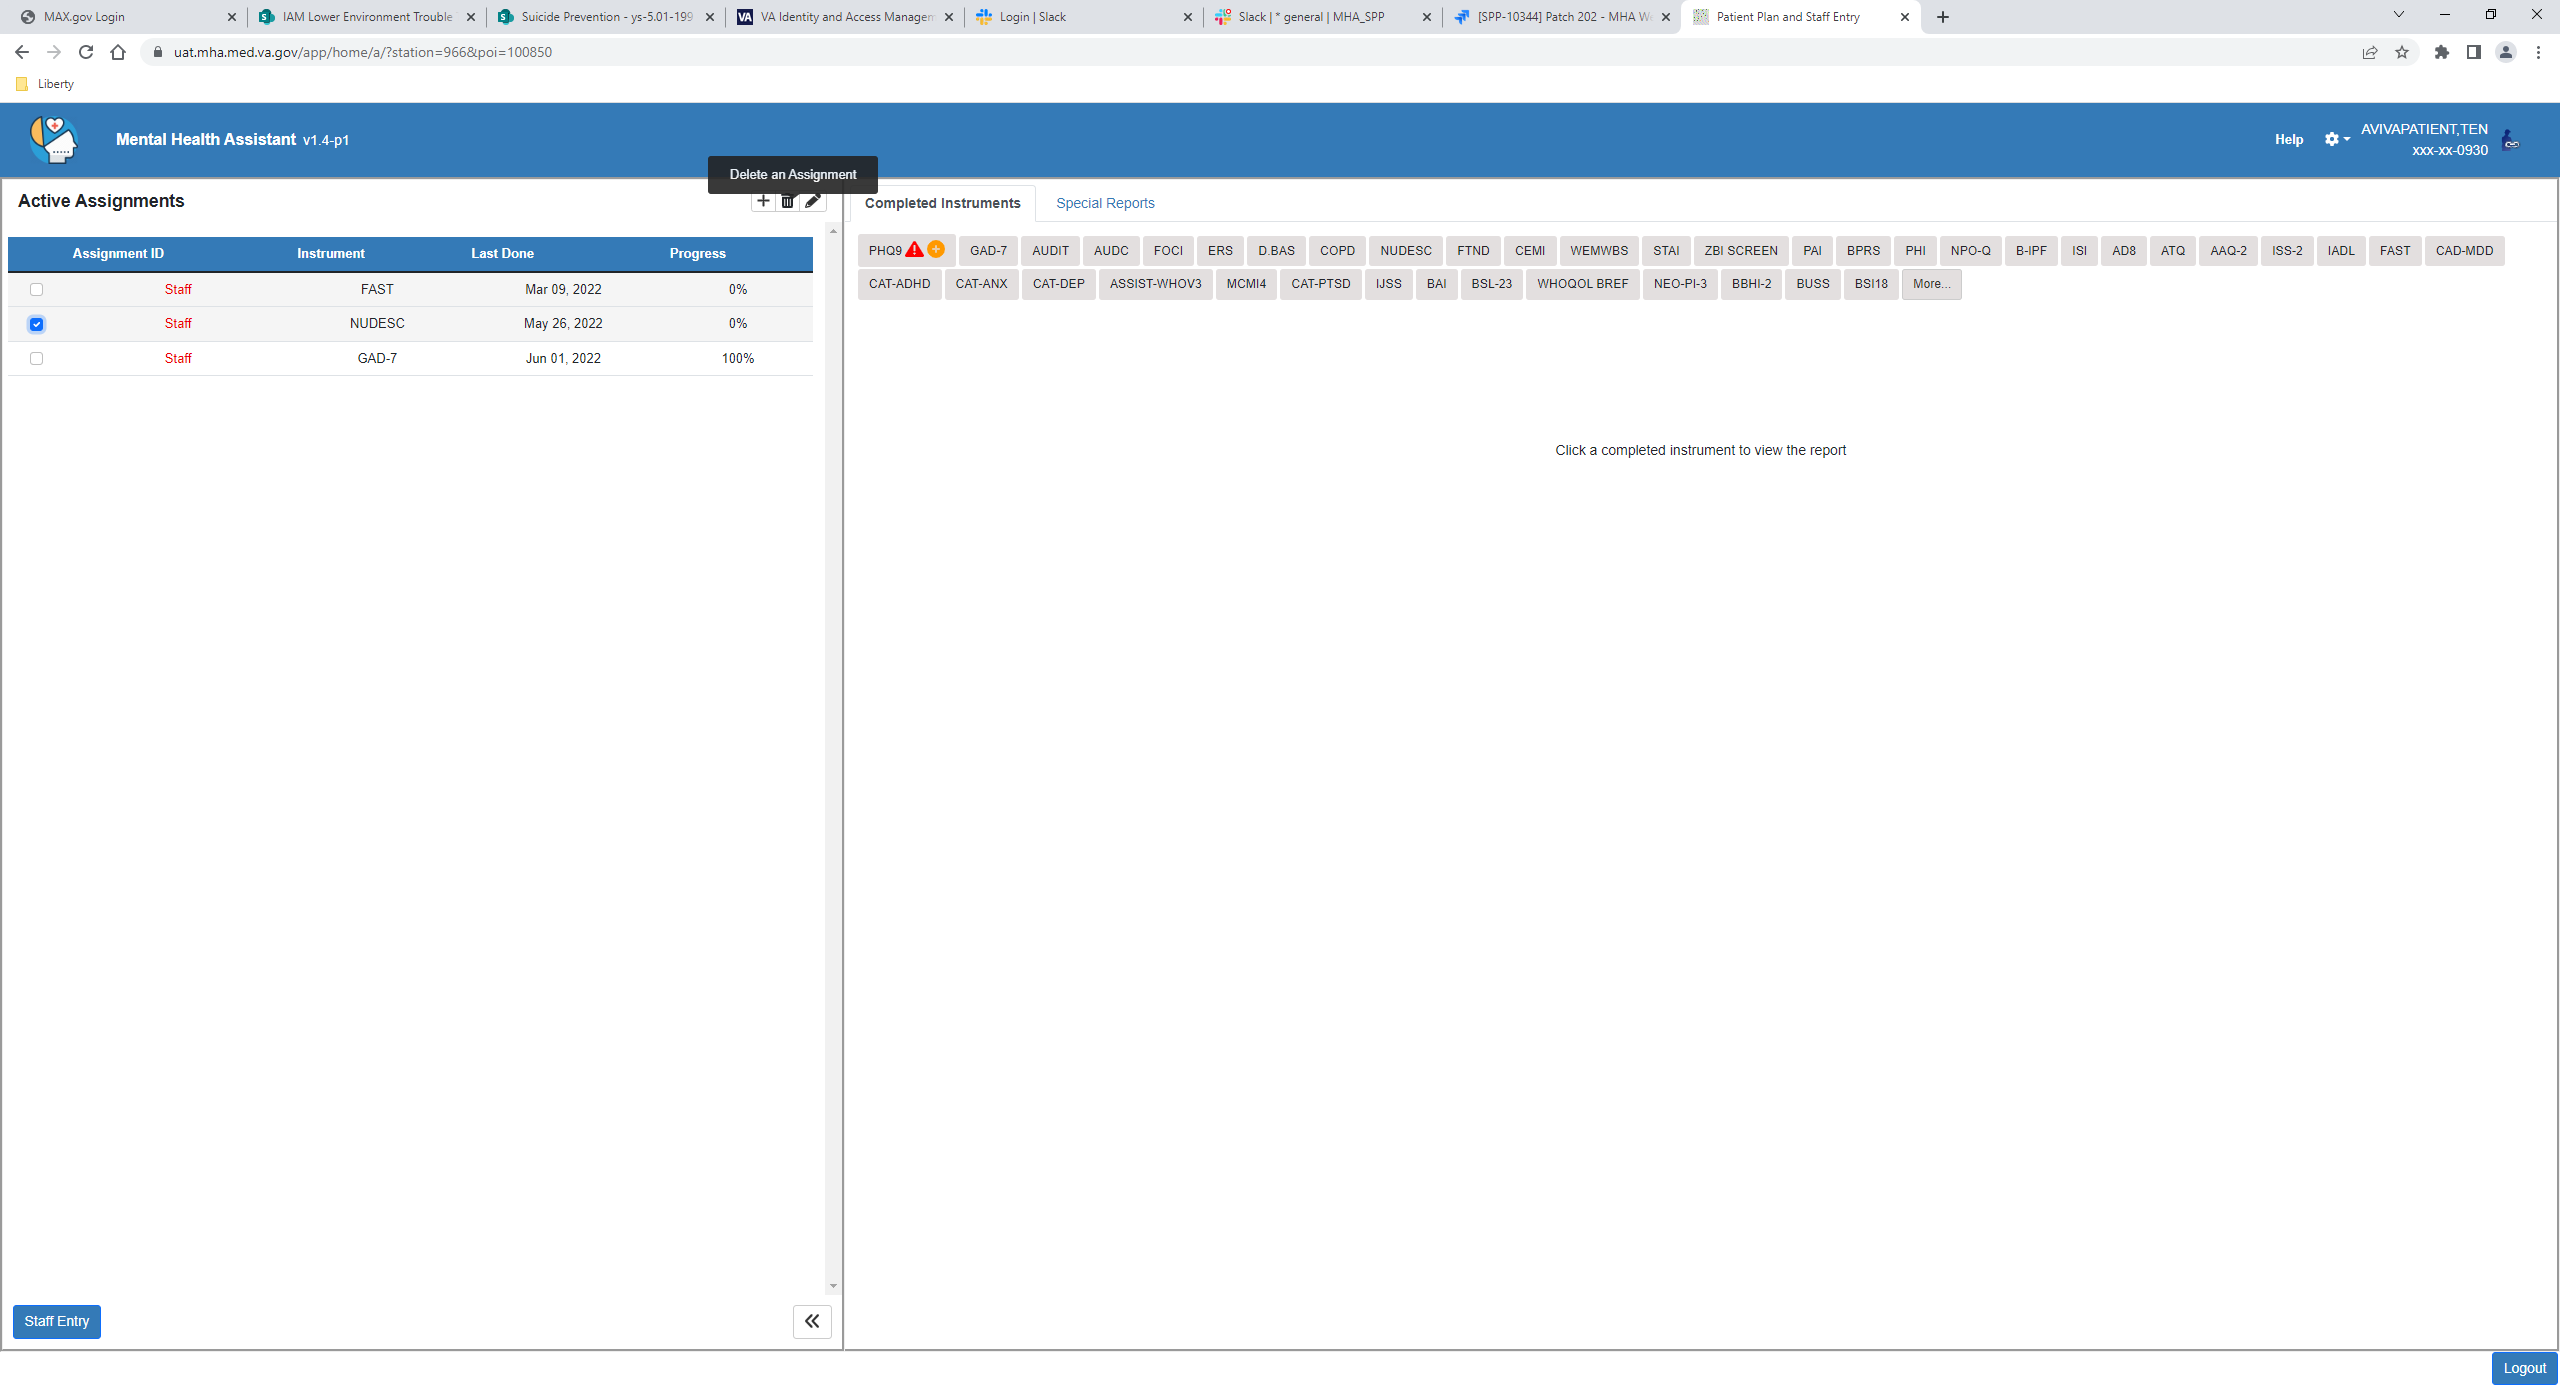 MAX.gov Login
IAM Lower Environment Trouble
Suicide Prevention - ys-5.01-199
VA
VA Identity and Access Managem
Login | Slack
Slack | * general | MHA_SPP
[SPP-10344] Patch 202 - MHA W
Patient Plan and Staff Entry
uat.mha.med.va.gov/app/home/a/?station=966&poi=100850
Liberty
Mental Health Assistant v1.4-p1
Help
AVIVAPATIENT,TEN
xxx-xx-0930
Delete an Assignment
Active Assignments
Assignment ID Instrument Last Done Progress
Staff FAST Mar 09, 2022 0%
Staff NUDESC May 26, 2022 0%
Staff GAD-7 Jun 01, 2022 100%
Staff Entry
Completed Instruments Special Reports
PHQ9 GAD-7 AUDIT AUDC FOCI ERS D.BAS COPD NUDESC FTND CEMI WEMWBS STAI ZBI SCREEN PAI BPRS PHI NPO-Q B-IPF ISI AD8 ATQ AAQ-2 ISS-2 IADL FAST CAD-MDD
CAT-ADHD CAT-ANX CAT-DEP ASSIST-WHOV3 MCMI4 CAT-PTSD IJSS BAI BSL-23 WHOQOL BREF NEO-PI-3 BBHI-2 BUSS BSI18 More...
Click a completed instrument to view the report
Logout